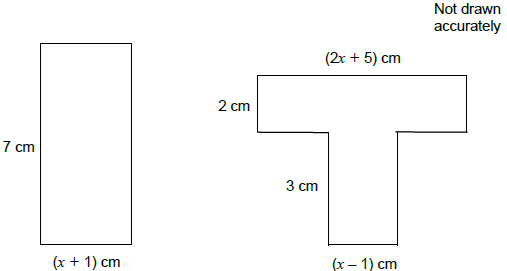 Not drawn
accurately
(2x + 5) cm
2 cm
7 cm
3 cm
(x + 1) cm
(x – 1) cm